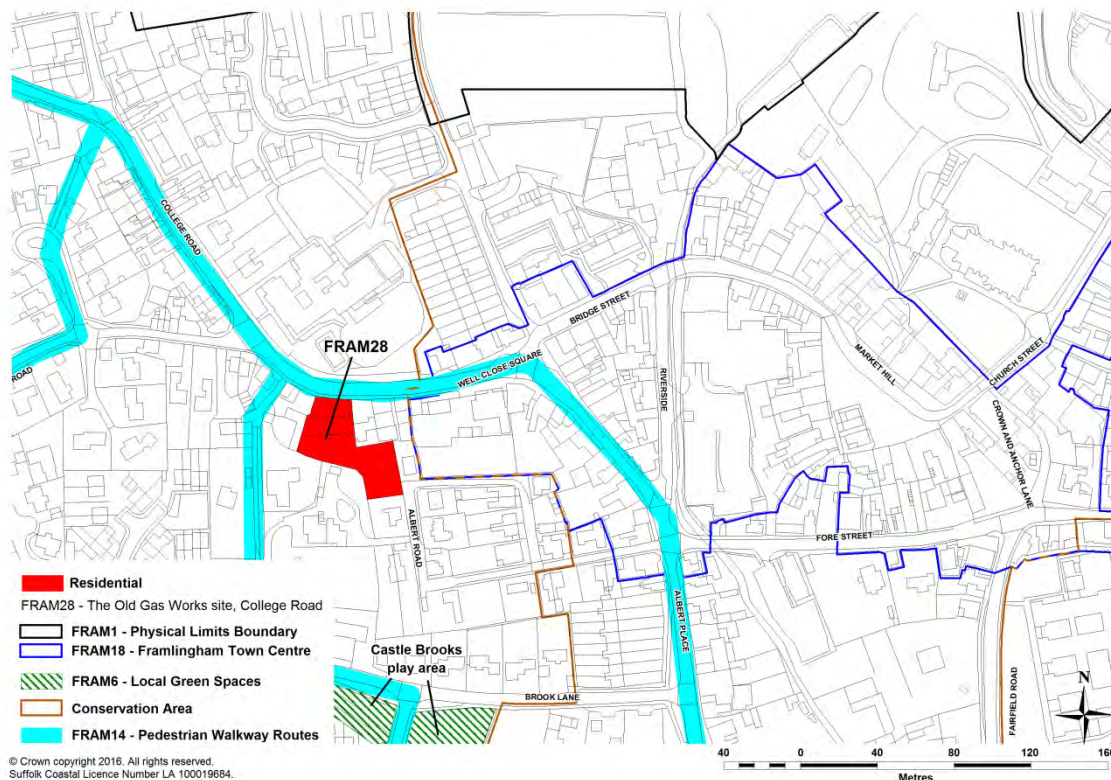 COLLEGE ROAD
FRAM28
WELL CLOSE SQUARE
BRIDGE STREET
RIVERSIDE
MARKET HILL
CHURCH STREET
CROWN AND ANCHOR LANE
ROAD
ALBERT ROAD
FORE STREET
ALBERT PLACE
FAIRFIELD ROAD
BROOK LANE
Castle Brooks
play area
Residential
FRAM28 - The Old Gas Works site, College Road
FRAM1 - Physical Limits Boundary
FRAM18 - Framlingham Town Centre
FRAM6 - Local Green Spaces
Conservation Area
FRAM14 - Pedestrian Walkway Routes
© Crown copyright 2016. All rights reserved.
Suffolk Coastal Licence Number LA 100019684.
N
40 0 40 80 120 160
Metres